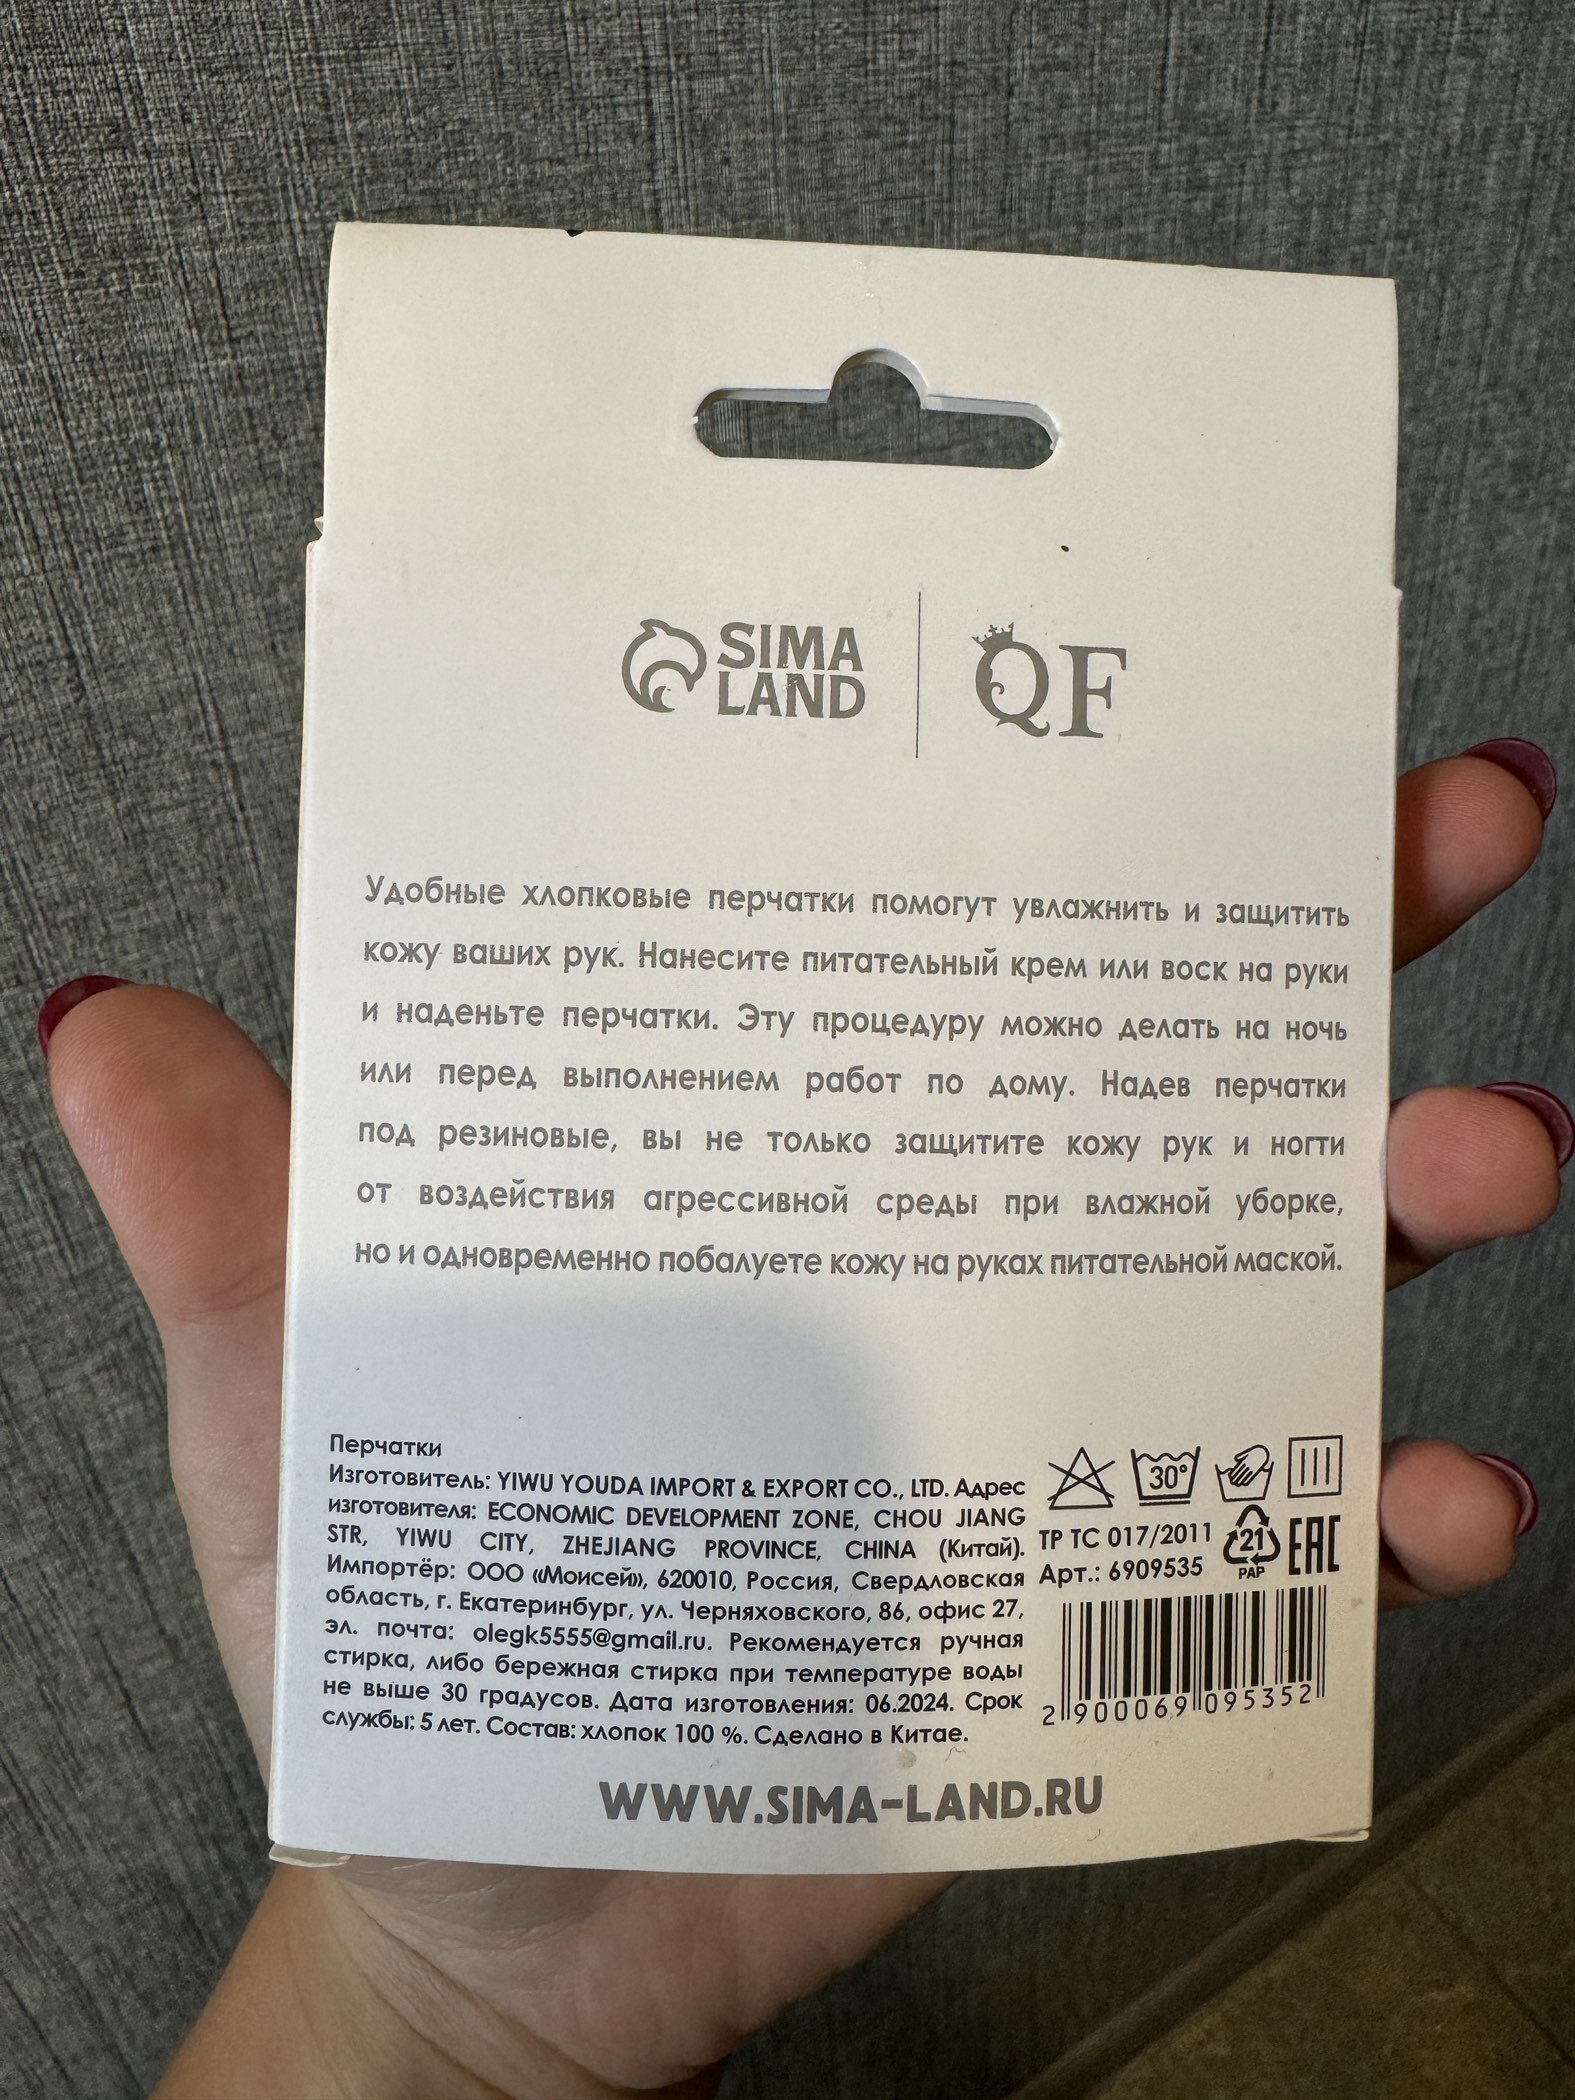 SIMA
LAND
QF
Удобные хлопковые перчатки помогут увлажнить и защитить
кожу ваших рук. Нанесите питательный крем или воск на руки
и наденьте перчатки. Эту процедуру можно делать на ночь
или перед выполнением работ по дому. Надев перчатки
под резиновые, вы не только защитите кожу рук и ногти
от воздействия агрессивной среды при влажной уборке,
но и одновременно побалуете кожу на руках питательной маской.
Перчатки
Изготовитель: YIWU YOUDA IMPORT & EXPORT CO., LTD. Адрес
изготовителя: ECONOMIC DEVELOPMENT ZONE, CHOU JIANG
STR, YIWU CITY, ZHEJIANG PROVINCE, CHINA (Китай).
Импортёр: ООО «Моисей», 620010, Россия, Свердловская
область, г. Екатеринбург, ул. Черняховского, 86, офис 27,
эл. почта: olegk5555@gmail.ru. Рекомендуется ручная
стирка, либо бережная стирка при температуре воды
не выше 30 градусов. Дата изготовления: 06.2024. Срок
службы: 5 лет. Состав: хлопок 100 %. Сделано в Китае.
30°
ТР ТС 017/2011
Арт.: 6909535
21
PAP
EAC
2 900069 095352
WWW.SIMA-LAND.RU